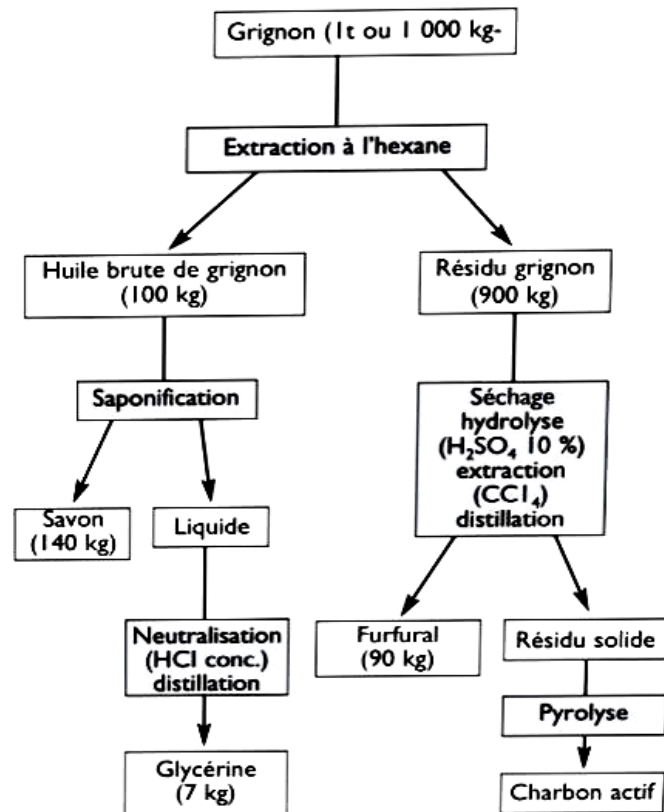 Grignon (1t ou 1 000 kg-
Extraction à l'hexane
Huile brute de grignon
(100 kg)
Résidu grignon
(900 kg)
Saponification
Séchage
hydrolyse
(H₂SO₄ 10 %)
extraction
(CC1₄)
distillation
Savon
(140 kg)
Liquide
Neutralisation
(HCl conc.)
distillation
Furfural
(90 kg)
Résidu solide
Pyrolyse
Glycérine
(7 kg)
Charbon actif